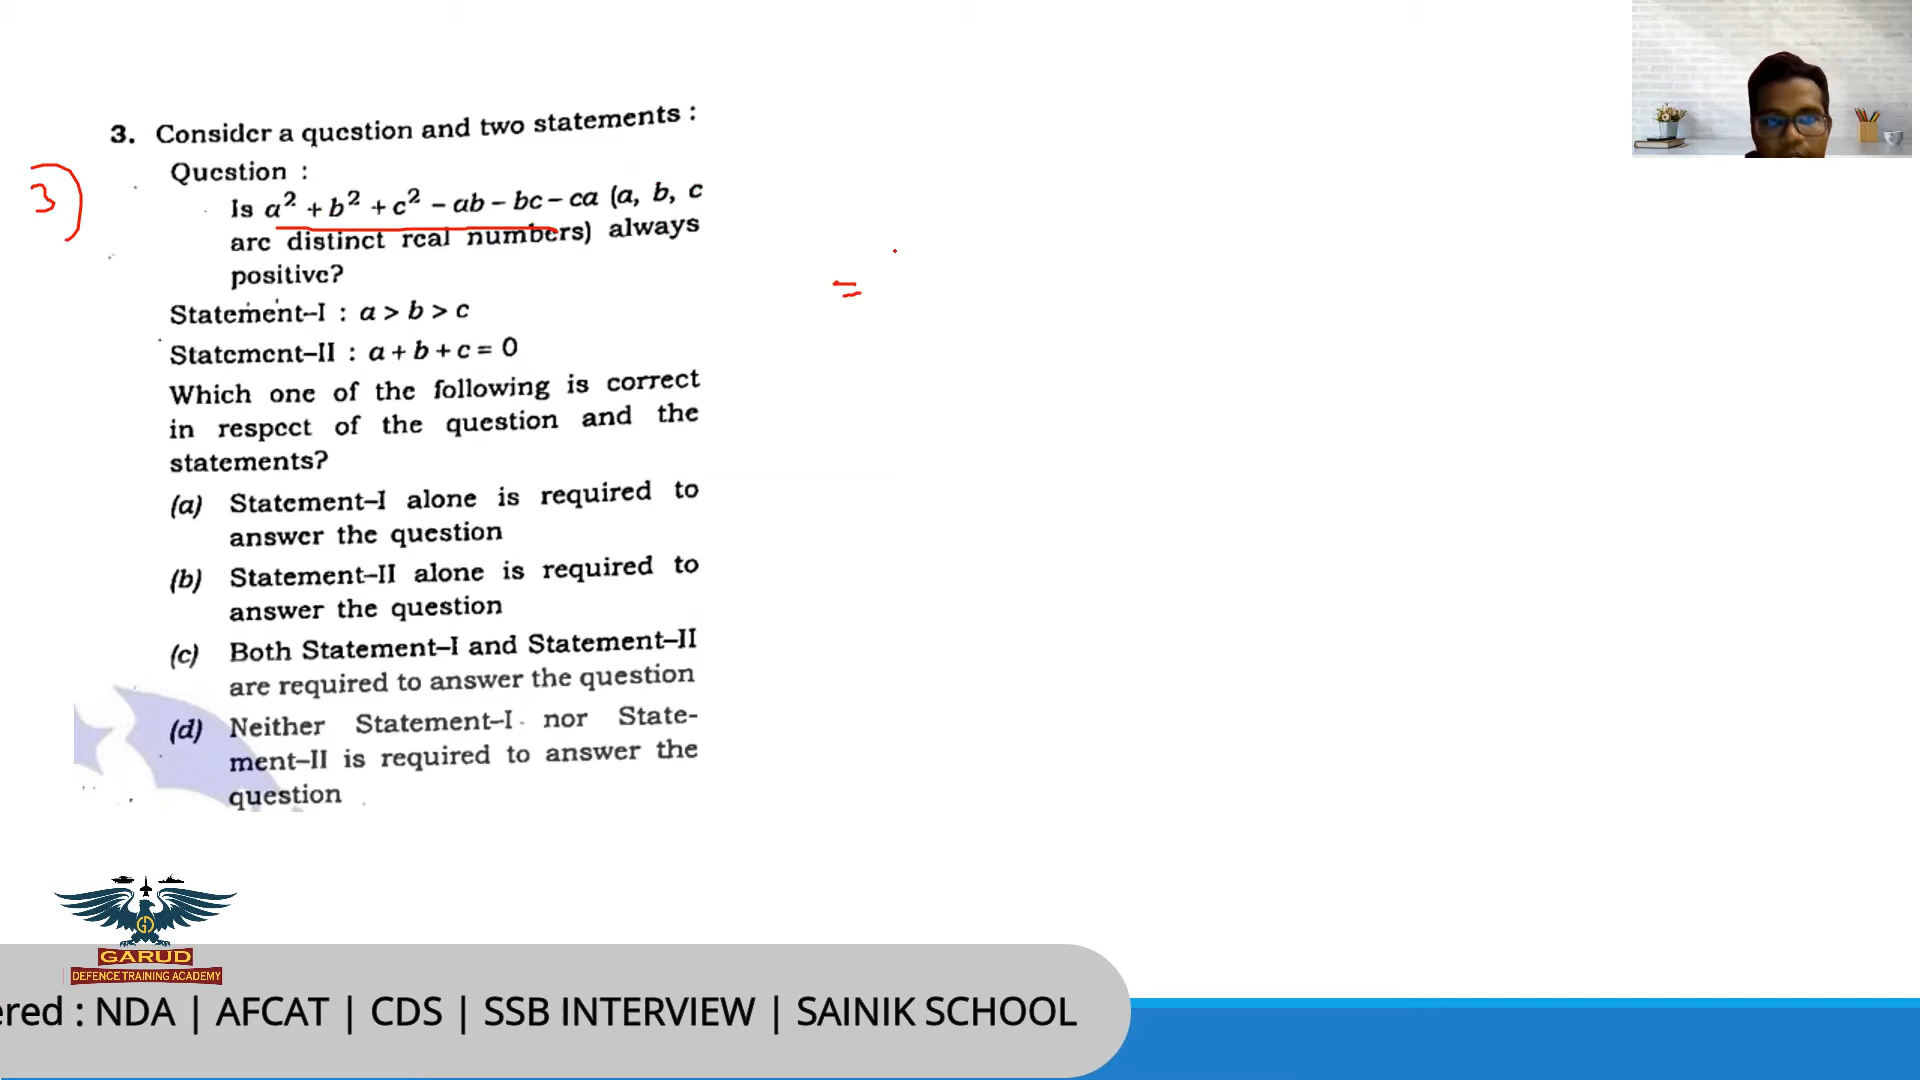 3. Consider a question and two statements :
Question :
Is a² + b² + c² – ab – bc – ca (a, b, c
are distinct real numbers) always
positive?
Statement–I : a > b > c
Statement–II : a + b + c = 0
Which one of the following is correct
in respect of the question and the
statements?
(a) Statement–I alone is required to
answer the question
(b) Statement–II alone is required to
answer the question
(c) Both Statement–I and Statement–II
are required to answer the question
(d) Neither Statement–I nor State-
ment–II is required to answer the
question
3)
=
GD
GARUD
DEFENCE TRAINING ACADEMY
ered : NDA | AFCAT | CDS | SSB INTERVIEW | SAINIK SCHOOL